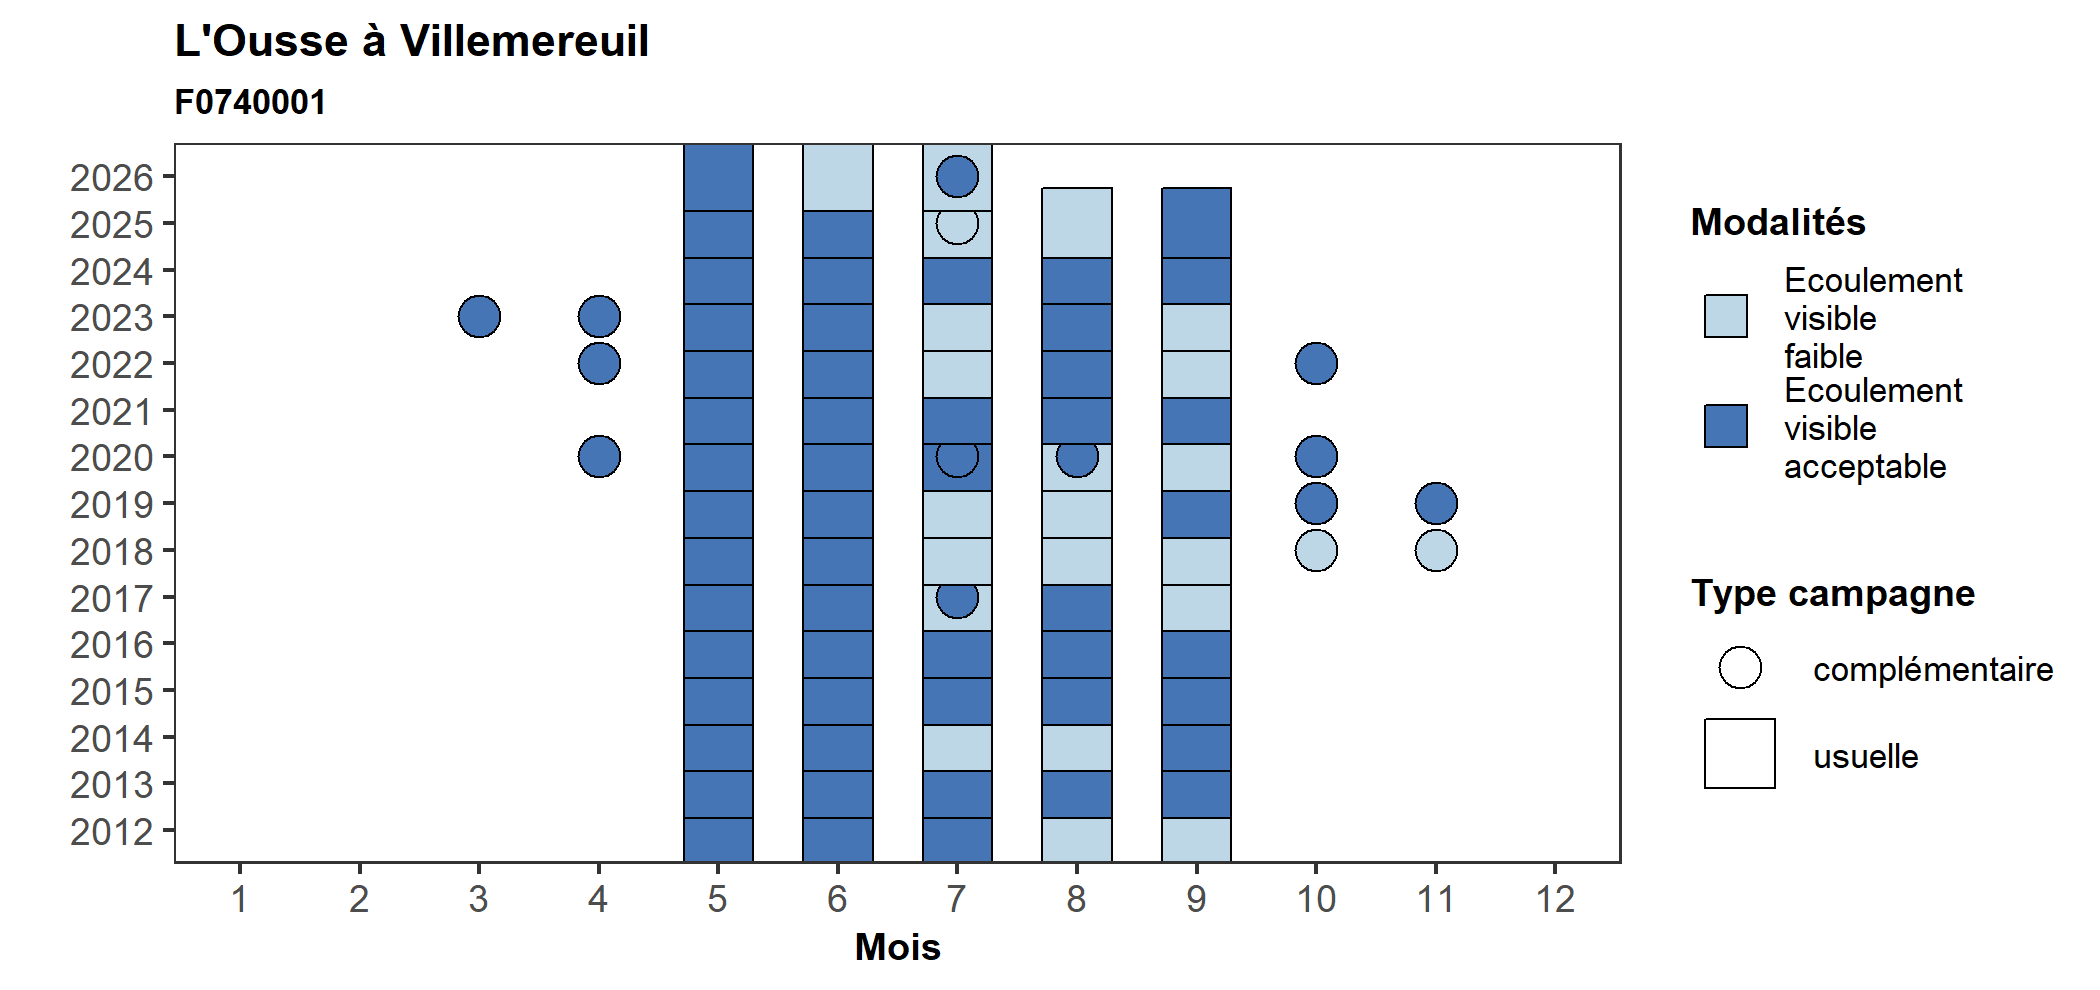 L'Ousse à Villemereuil
F0740001
2026
2025
2024
2023
2022
2021
2020
2019
2018
2017
2016
2015
2014
2013
2012
1 2 3 4 5 6 7 8 9 10 11 12
Mois
Modalités
Ecoulement
visible
faible
Ecoulement
visible
acceptable
Type campagne
complémentaire
usuelle